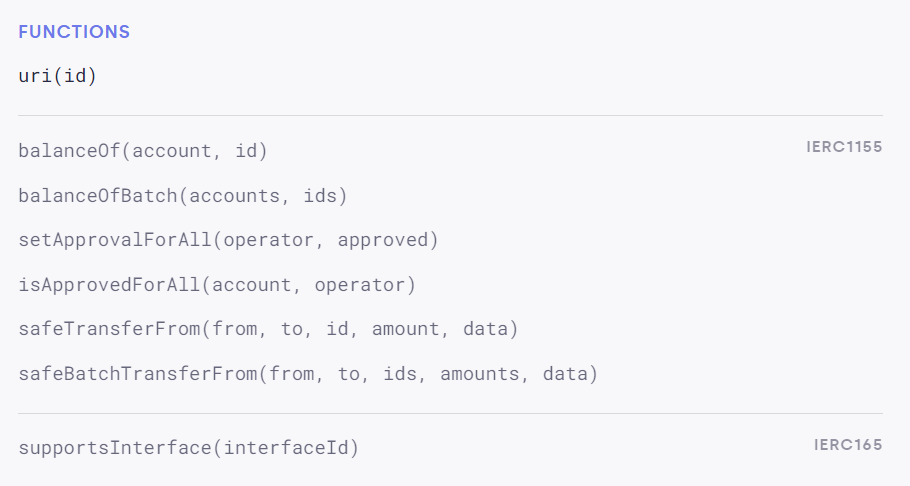 FUNCTIONS
uri(id)
balanceOf(account, id)
IERC1155
balanceOfBatch(accounts, ids)
setApprovalForAll(operator, approved)
isApprovedForAll(account, operator)
safeTransferFrom(from, to, id, amount, data)
safeBatchTransferFrom(from, to, ids, amounts, data)
supportsInterface(interfaceId)
IERC165